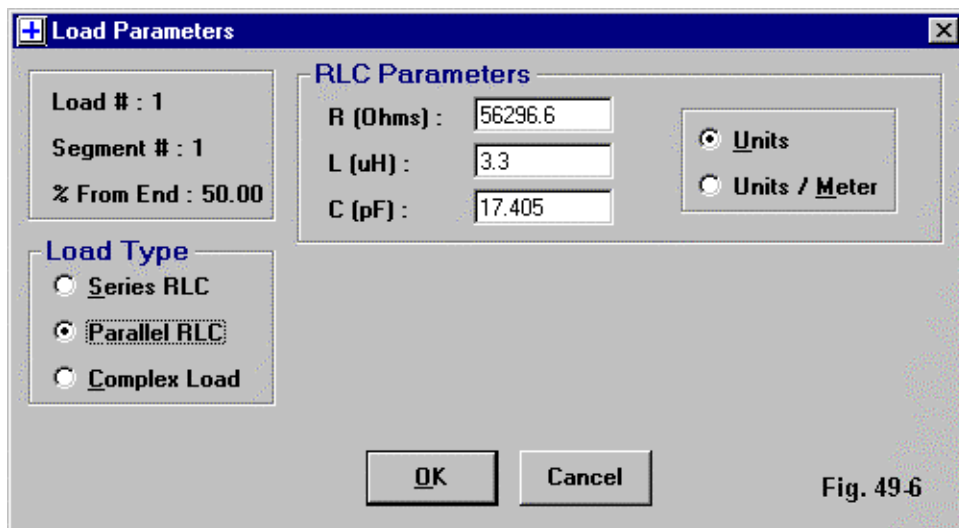 Load Parameters
Load # : 1
Segment # : 1
% From End : 50.00
RLC Parameters
R (Ohms) : 56296.6
L (uH) : 3.3
C (pF) : 17.405
Units
Units / Meter
Load Type
Series RLC
Parallel RLC
Complex Load
OK
Cancel
Fig. 49-6